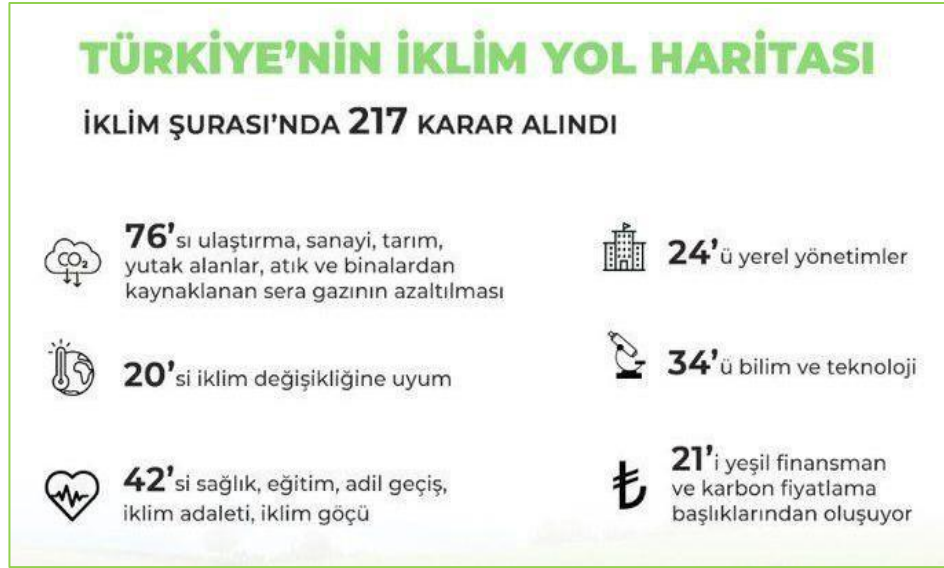 TÜRKİYE'NİN İKLİM YOL HARİTASI
İKLİM ŞURASI'NDA 217 KARAR ALINDI
CO₂
76'sı ulaştırma, sanayi, tarım,
yutak alanlar, atık ve binalardan
kaynaklanan sera gazının azaltılması
20'si iklim değişikliğine uyum
42'si sağlık, eğitim, adil geçiş,
iklim adaleti, iklim göçü
24'ü yerel yönetimler
34'ü bilim ve teknoloji
21'i yeşil finansman
ve karbon fiyatlama
başlıklarından oluşuyor